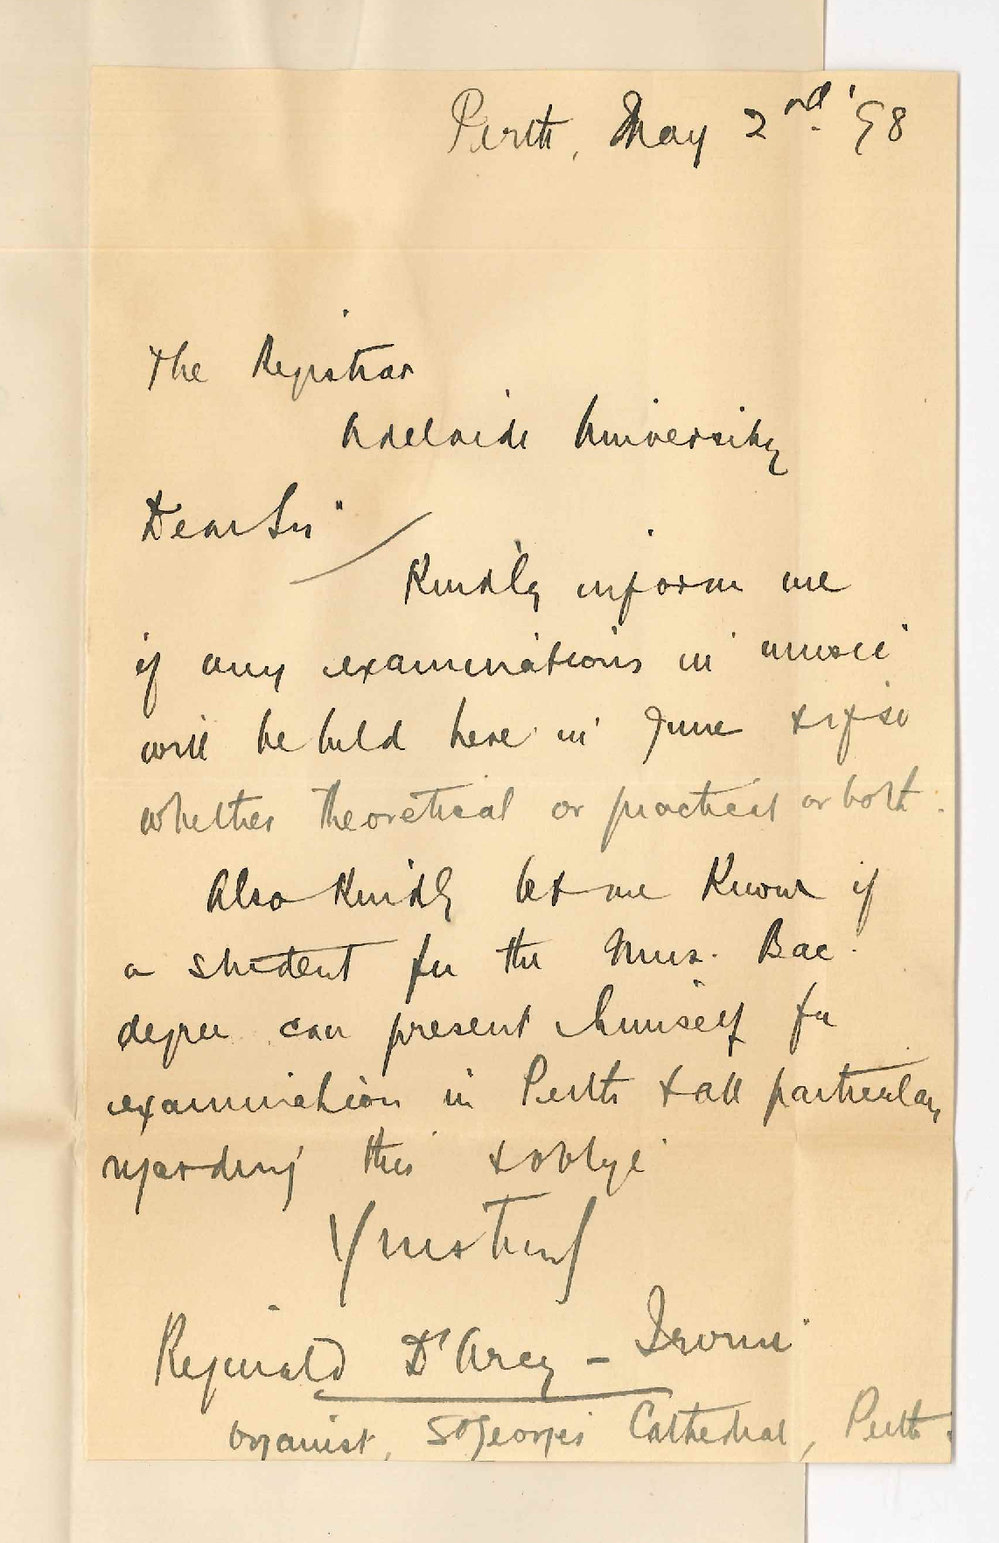 Perth, May 2nd. '98
The Registrar
Adelaide University
Dear Sir
Kindly inform me
if any examinations in music
will be held here in June & if so
whether theoretical or practical or both.
Also kindly let me know if
a student for the Mus. Bac.
degree can present himself for
examination in Perth & all particulars
regarding this & oblige
Yours truly
Reginald D'Arcy - Irvine
Organist, St Georges Cathedral, Perth.